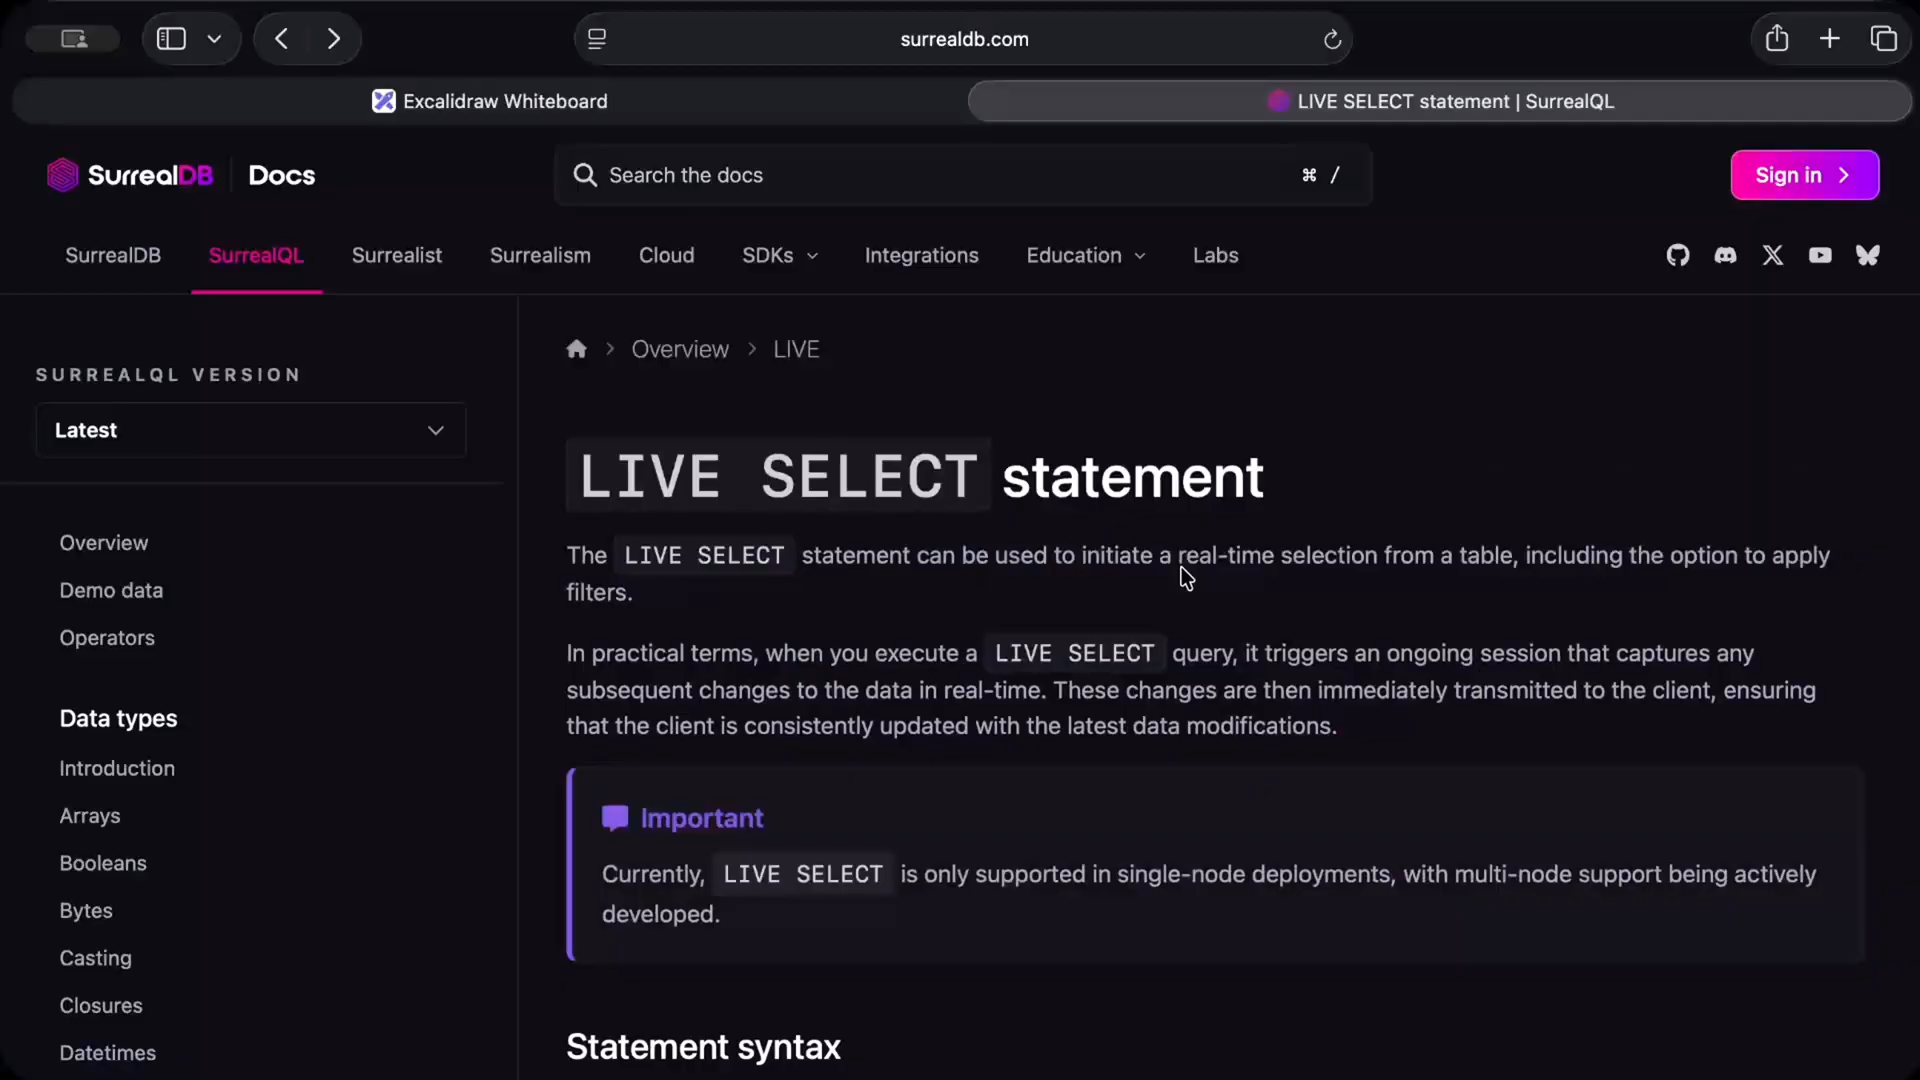 surrealdb.com
Excalidraw Whiteboard
LIVE SELECT statement | SurrealQL
SurrealDB Docs
Search the docs
⌘ /
Sign in
SurrealDB
SurrealQL
Surrealist
Surrealism
Cloud
SDKs
Integrations
Education
Labs
Overview
LIVE
SURREALQL VERSION
Latest
Overview
Demo data
Operators
Data types
Introduction
Arrays
Booleans
Bytes
Casting
Closures
Datetimes
LIVE SELECT statement
The LIVE SELECT statement can be used to initiate a real-time selection from a table, including the option to apply
filters.
In practical terms, when you execute a LIVE SELECT query, it triggers an ongoing session that captures any
subsequent changes to the data in real-time. These changes are then immediately transmitted to the client, ensuring
that the client is consistently updated with the latest data modifications.
Important
Currently, LIVE SELECT is only supported in single-node deployments, with multi-node support being actively
developed.
Statement syntax